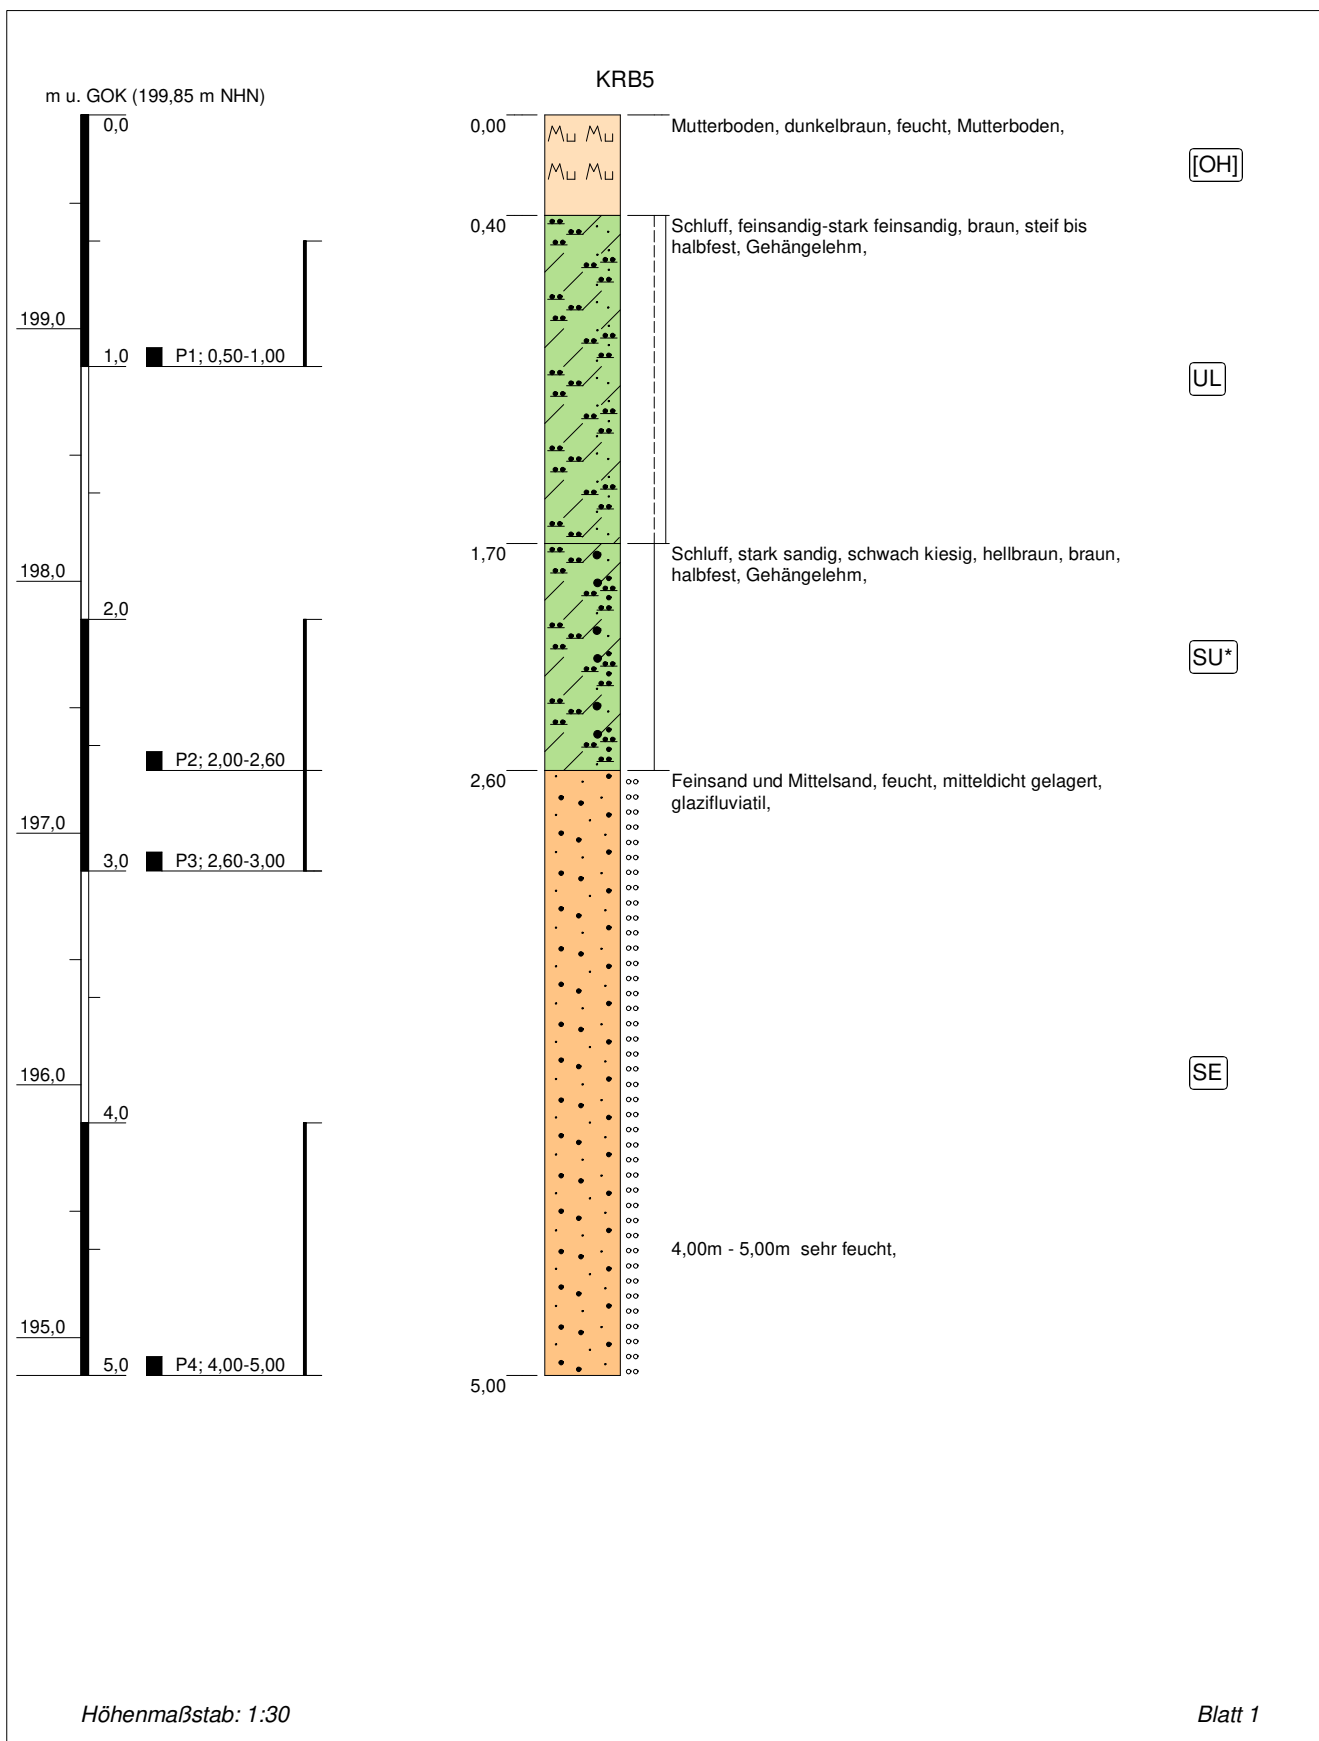 KRB5
m u. GOK (199,85 m NHN)
0,0
0,00
Mutterboden, dunkelbraun, feucht, Mutterboden,
Mu Mu
Mu Mu
[OH]
0,40
Schluff, feinsandig-stark feinsandig, braun, steif bis
halbfest, Gehängelehm,
199,0
1,0
P1; 0,50-1,00
UL
1,70
Schluff, stark sandig, schwach kiesig, hellbraun, braun,
halbfest, Gehängelehm,
198,0
2,0
SU*
P2; 2,00-2,60
2,60
Feinsand und Mittelsand, feucht, mitteldicht gelagert,
glazifluviatil,
197,0
3,0
P3; 2,60-3,00
196,0
SE
4,0
4,00m - 5,00m sehr feucht,
195,0
5,0
P4; 4,00-5,00
5,00
Höhenmaßstab: 1:30
Blatt 1